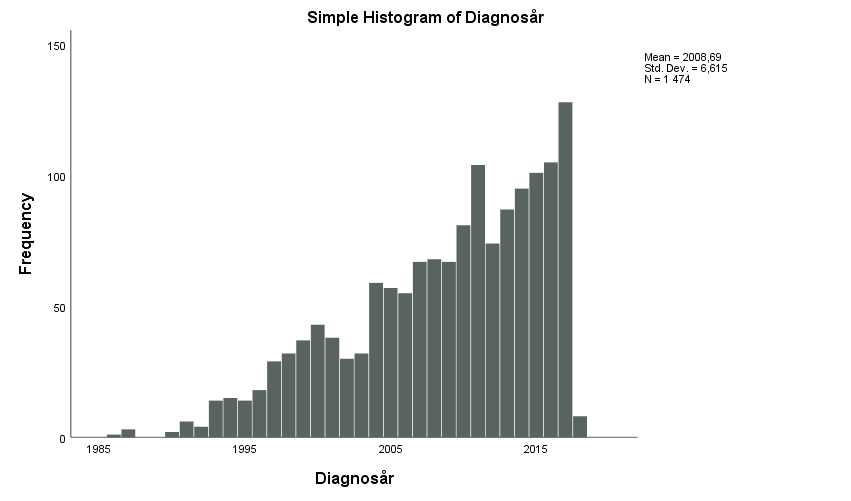 Simple Histogram of Diagnosår
Mean = 2008,69
Std. Dev. = 6,615
N = 1 474
150
100
50
0
Frequency
1985 1995 2005 2015
Diagnosår